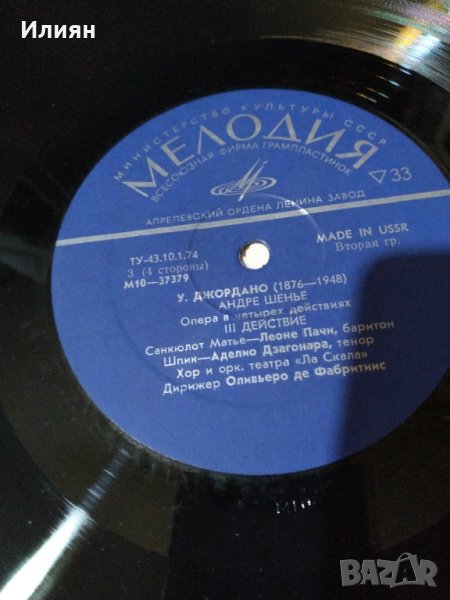 Илиян
МИНИСТЕРСТВО КУЛЬТУРЫ СССР
МЕЛОДИЯ
ВСЕСОЮЗНАЯ ФИРМА ГРАМПЛАСТИНОК
33
АПРЕЛЕВСКИЙ ОРДЕНА ЛЕНИНА ЗАВОД
ТУ-43.10.1.74
3 (4 стороны)
М10—37379
MADE IN USSR
Вторая гр.
У. ДЖОРДАНО (1876—1948)
АНДРЕ ШЕНЬЕ
Опера в четырех действиях
III ДЕЙСТВИЕ
Санкюлот Матье—Леоне Пачи, баритон
Шпик—Аделио Дзагонара, тенор
Хор и орк. театра «Ла Скала»
Дирижер Оливьеро де Фабритиис
BAZAR